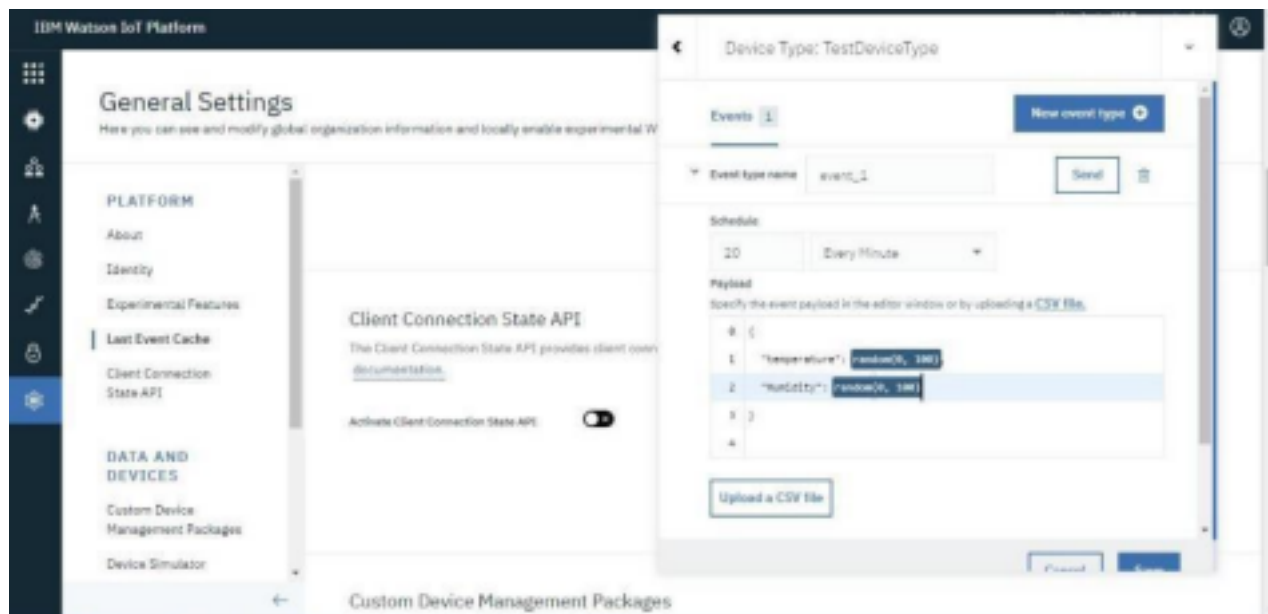 IBM Watson IoT Platform
General Settings
Here you can see and modify global organization information and locally enable experimental W
PLATFORM
About
Identity
Experimental Features
Last Event Cache
Client Connection
State API
DATA AND
DEVICES
Custom Device
Management Packages
Device Simulator
Client Connection State API
The Client Connection State API provides client conn
documentation.
Activate Client Connection State API
Custom Device Management Packages
Device Type: TestDeviceType
Events 1
New event type
Event type name event_1 Send
Schedule
20 Every Minute
Payload
Specify the event payload in the editor window or by uploading a CSV file.
0 {
1 "temperature": random(0, 100),
2 "humidity": random(0, 100)
3 }
4
Upload a CSV file
Cancel Save